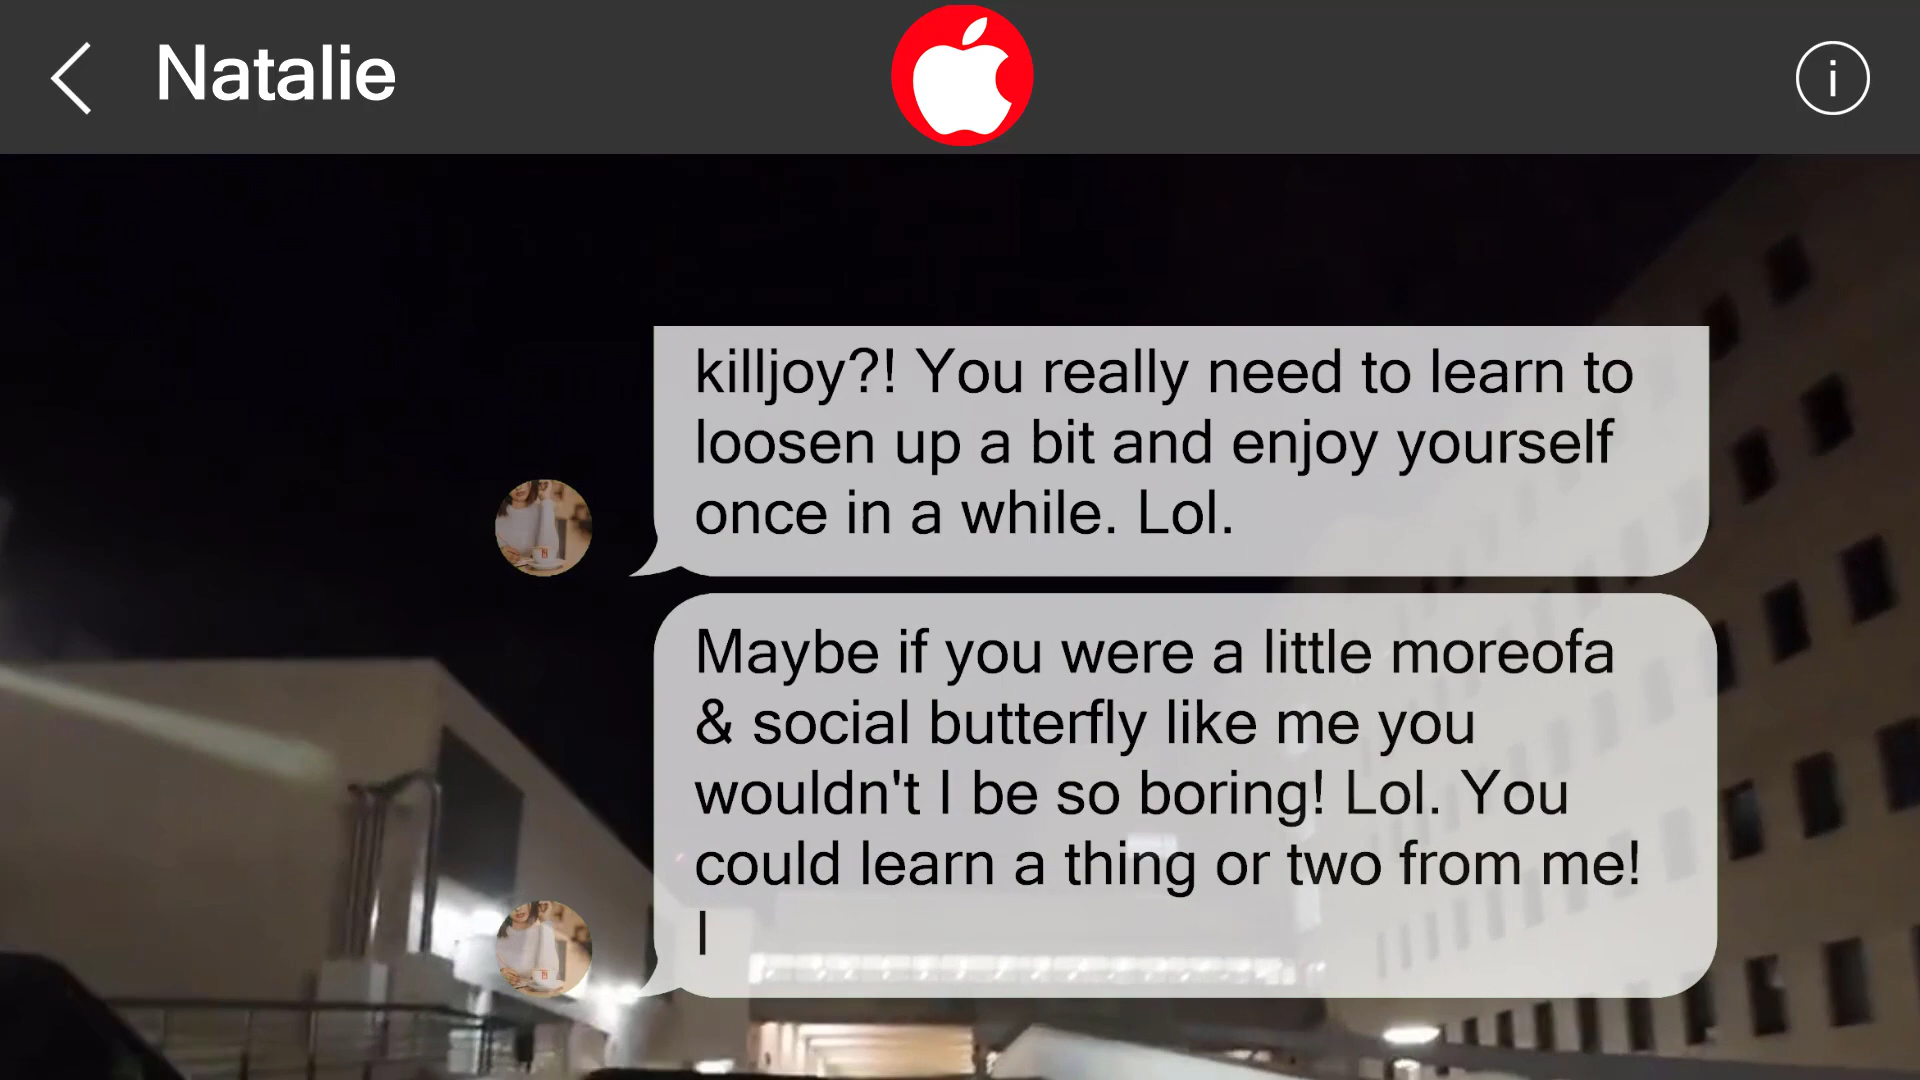 Natalie
killjoy?! You really need to learn to
loosen up a bit and enjoy yourself
once in a while. Lol.
Maybe if you were a little moreofa
& social butterfly like me you
wouldn't I be so boring! Lol. You
could learn a thing or two from me!
I